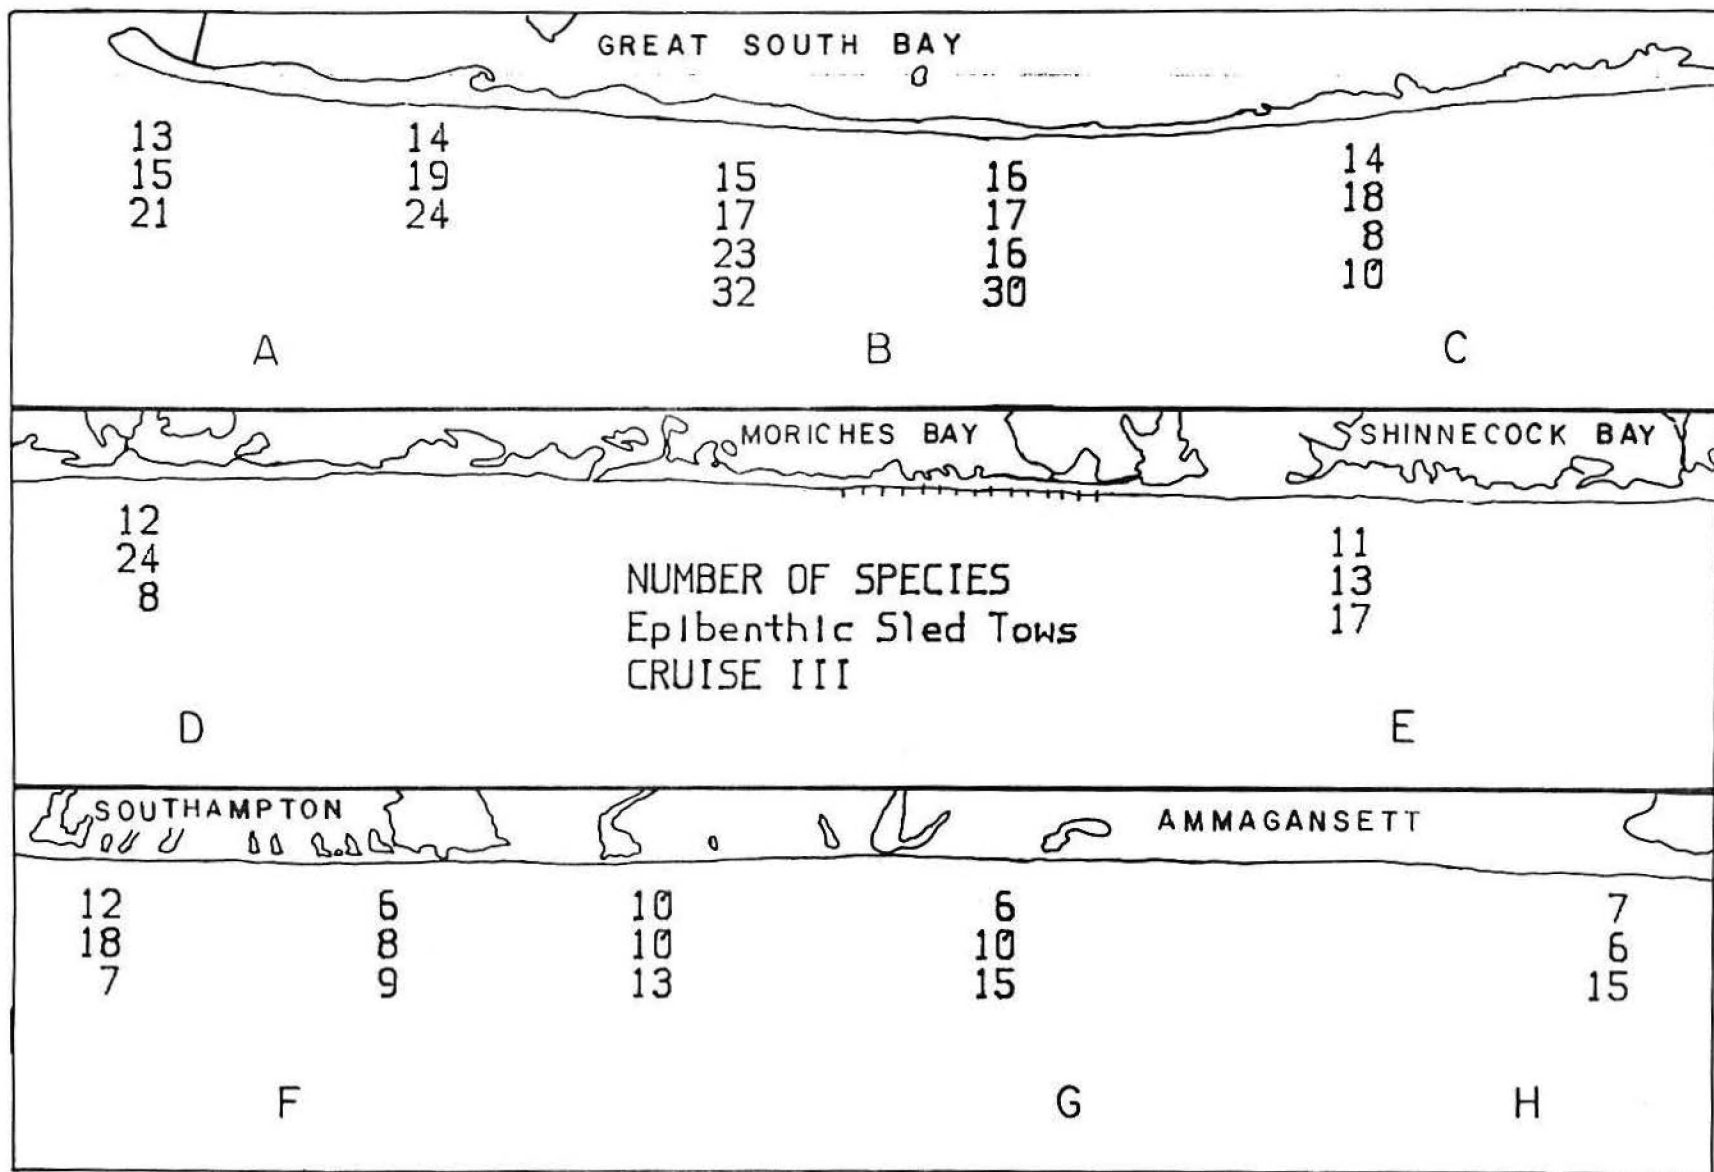 GREAT SOUTH BAY
13 14
15 19 15 16 14
21 24 17 17 18
23 16 8
32 30 10
A B C
MORICHES BAY SHINNECOCK BAY
12 11
24 13
8 17
NUMBER OF SPECIES
Epibenthic Sled Tows
CRUISE III
D E
SOUTHAMPTON AMMAGANSETT
12 6 10 6 7
18 8 10 10 6
7 9 13 15 15
F G H